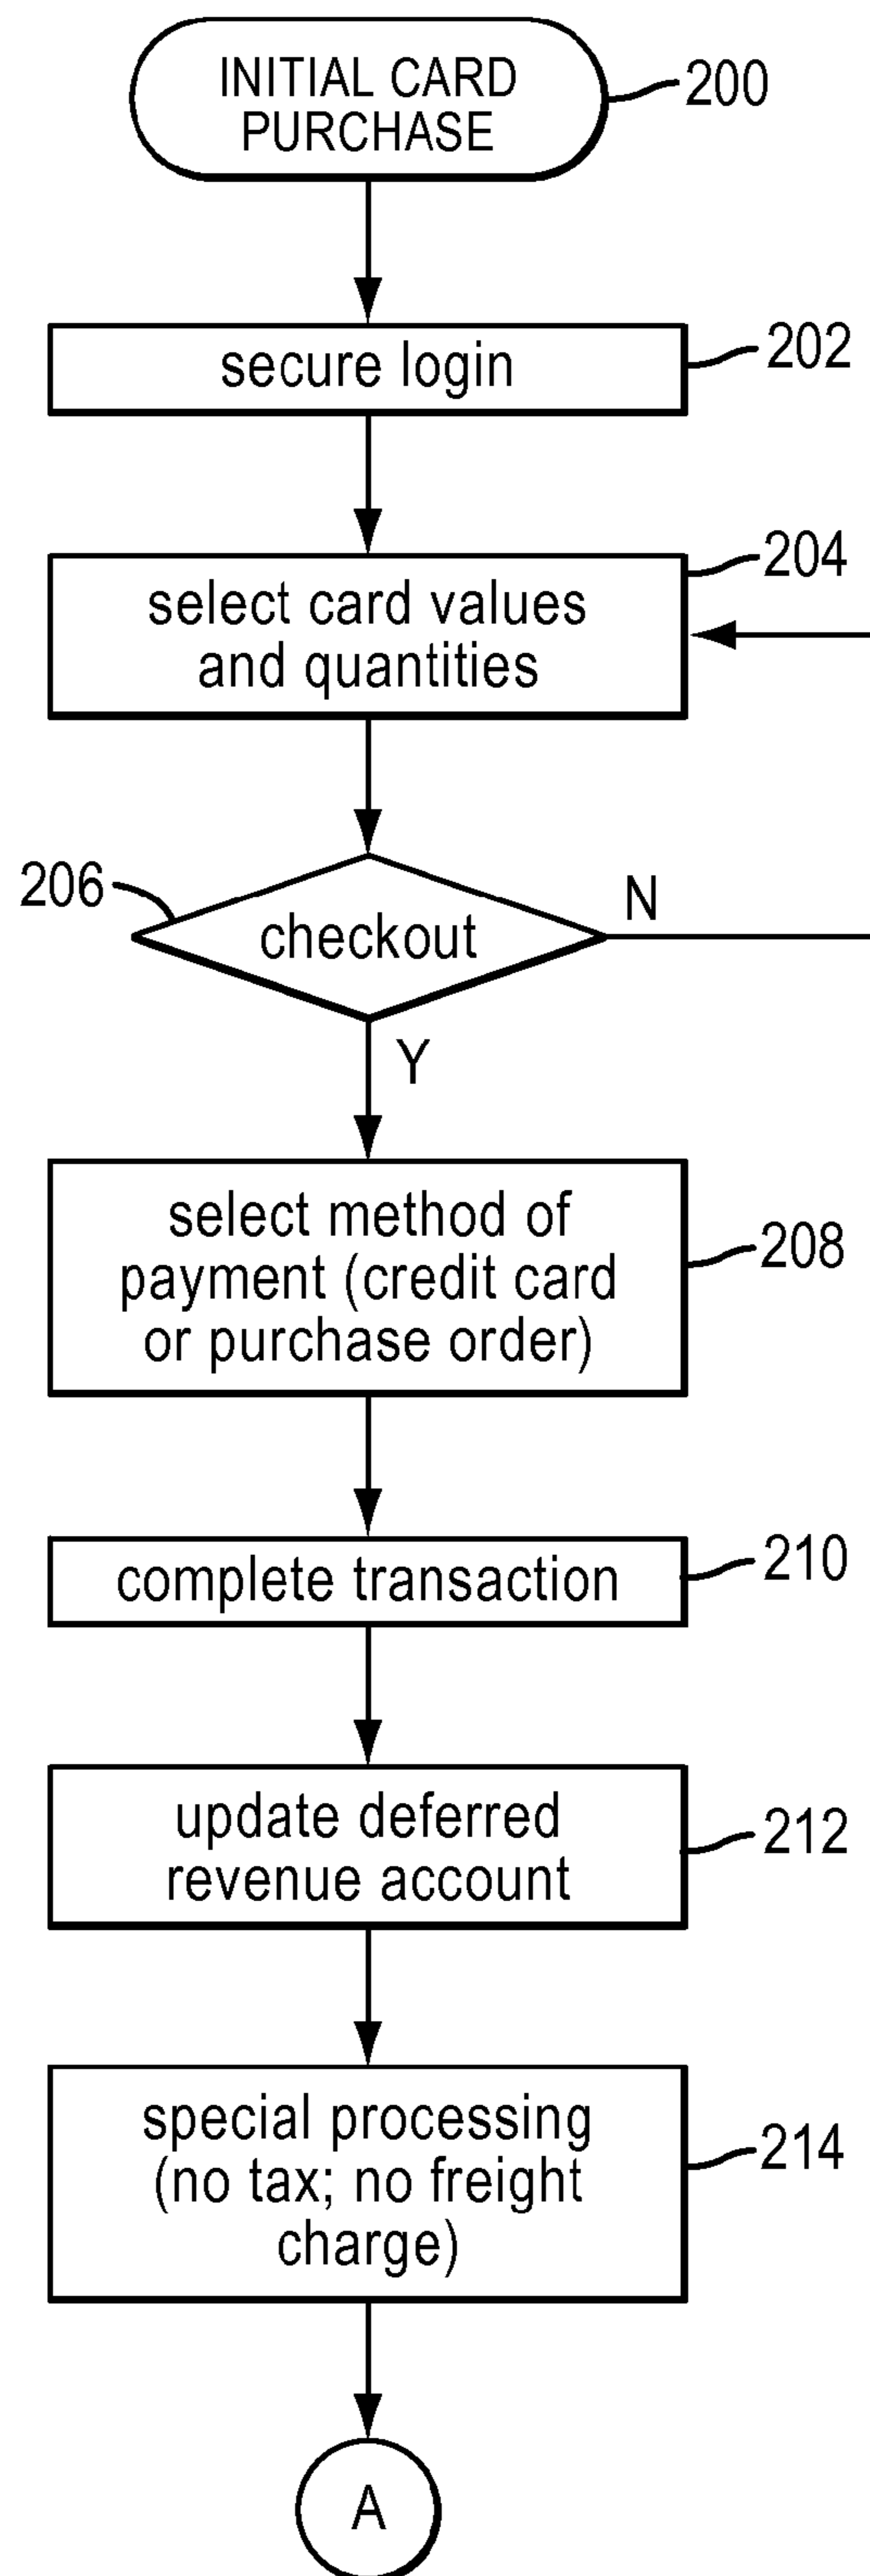 INITIAL CARD
PURCHASE
200
secure login
202
select card values
and quantities
204
206
checkout
N
Y
select method of
payment (credit card
or purchase order)
208
complete transaction
210
update deferred
revenue account
212
special processing
(no tax; no freight
charge)
214
A